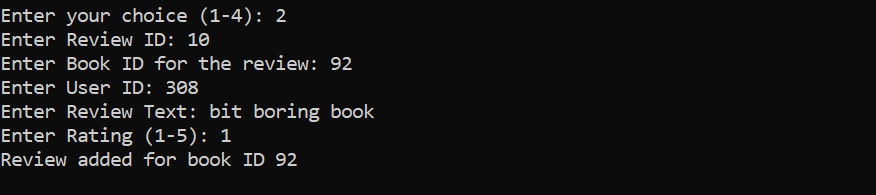 Enter your choice (1-4): 2
Enter Review ID: 10
Enter Book ID for the review: 92
Enter User ID: 308
Enter Review Text: bit boring book
Enter Rating (1-5): 1
Review added for book ID 92